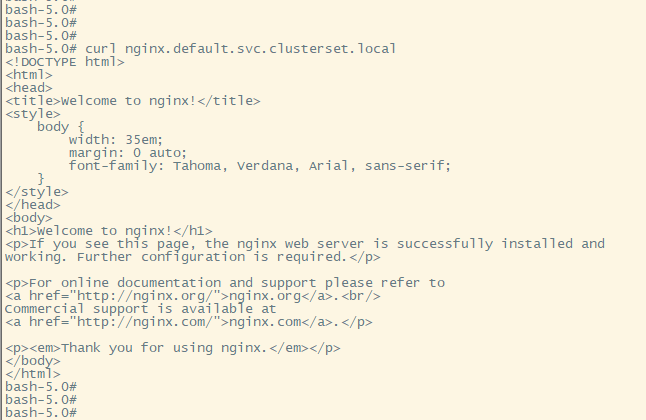 bash-5.0#
bash-5.0#
bash-5.0#
bash-5.0# curl nginx.default.svc.clusterset.local
<!DOCTYPE html>
<html>
<head>
<title>Welcome to nginx!</title>
<style>
    body {
        width: 35em;
        margin: 0 auto;
        font-family: Tahoma, Verdana, Arial, sans-serif;
    }
</style>
</head>
<body>
<h1>Welcome to nginx!</h1>
<p>If you see this page, the nginx web server is successfully installed and
working. Further configuration is required.</p>

<p>For online documentation and support please refer to
<a href="http://nginx.org/">nginx.org</a>.<br/>
Commercial support is available at
<a href="http://nginx.com/">nginx.com</a>.</p>

<p><em>Thank you for using nginx.</em></p>
</body>
</html>
bash-5.0#
bash-5.0#
bash-5.0#